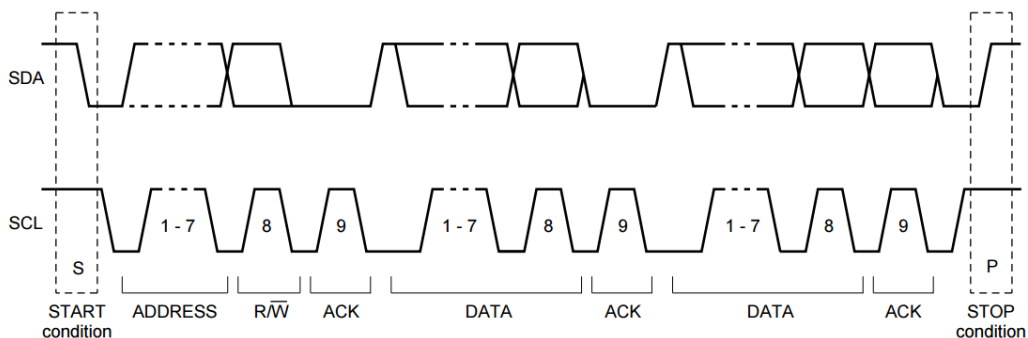 SDA
SCL
1 - 7
8
9
1 - 7
8
9
1 - 7
8
9
S
P
START
condition
ADDRESS
R/W̅
ACK
DATA
ACK
DATA
ACK
STOP
condition